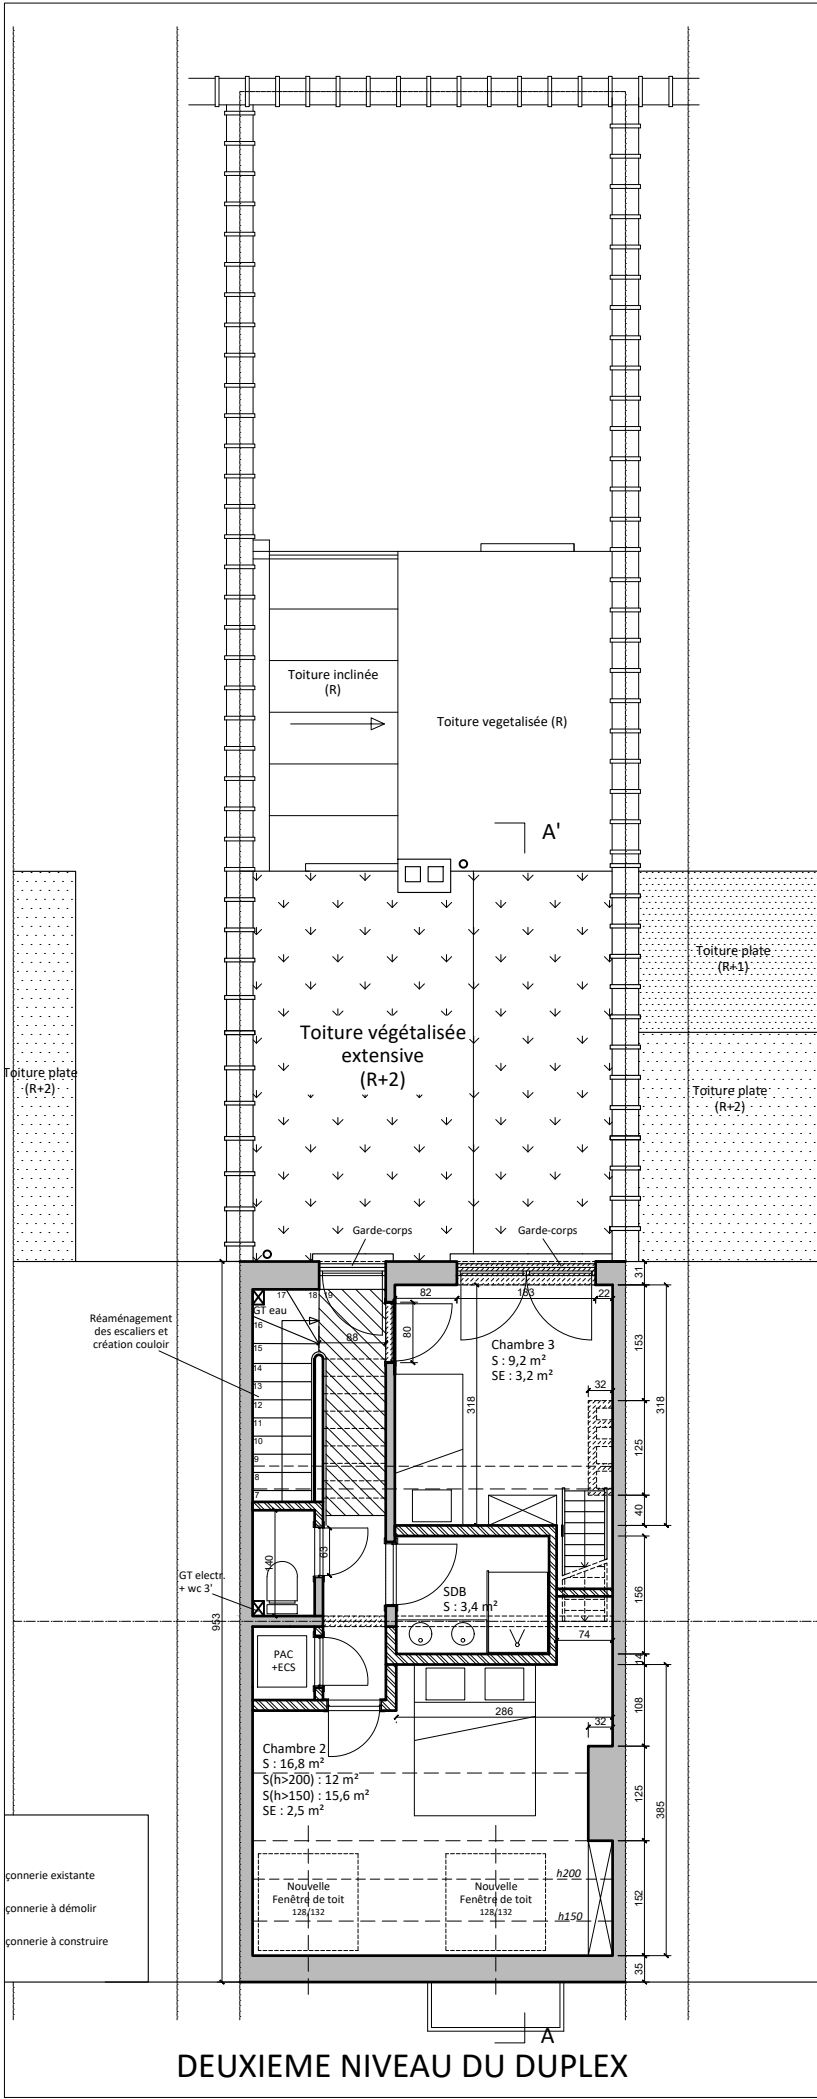 Toiture inclinée
(R)
Toiture vegetalisée (R)
A'
Toiture plate
(R+1)
Toiture végétalisée
extensive
(R+2)
Toiture plate
(R+2)
Toiture plate
(R+2)
Garde-corps
Garde-corps
31
17
18
19
GT eau
82
183
22
Réaménagement
des escaliers et
création couloir
16
15
14
13
12
11
10
9
8
7
88
80
Chambre 3
S : 9,2 m²
SE : 3,2 m²
153
32
318
318
125
40
63
140
GT electr.
+ wc 3'
SDB
S : 3,4 m²
156
953
74
14
PAC
+ECS
286
32
108
Chambre 2
S : 16,8 m²
S(h>200) : 12 m²
S(h>150) : 15,6 m²
SE : 2,5 m²
125
385
h200
h150
Nouvelle
Fenêtre de toit
128/132
Nouvelle
Fenêtre de toit
128/132
152
35
çonnerie existante
çonnerie à démolir
çonnerie à construire
A
DEUXIEME NIVEAU DU DUPLEX